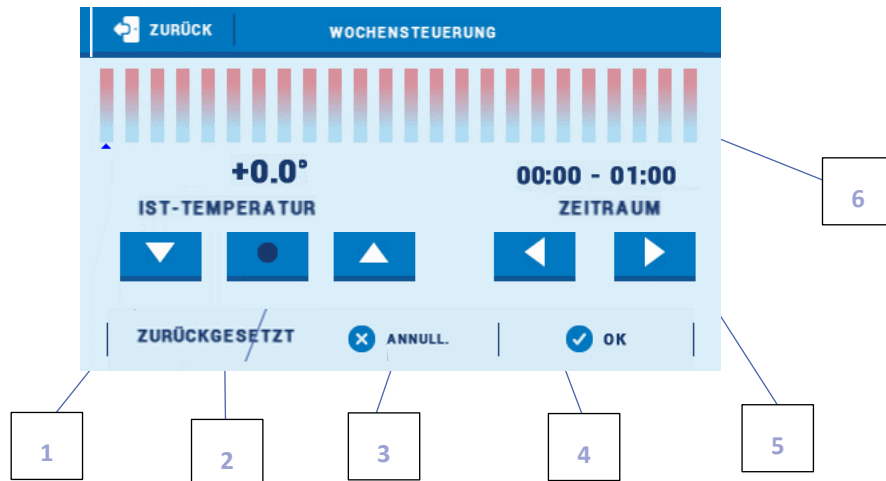 ZURÜCK WOCHENSTEUERUNG
+0.0° 00:00 - 01:00
IST-TEMPERATUR ZEITRAUM
6
ZURÜCKGESETZT ANNULL. OK
1 2 3 4 5